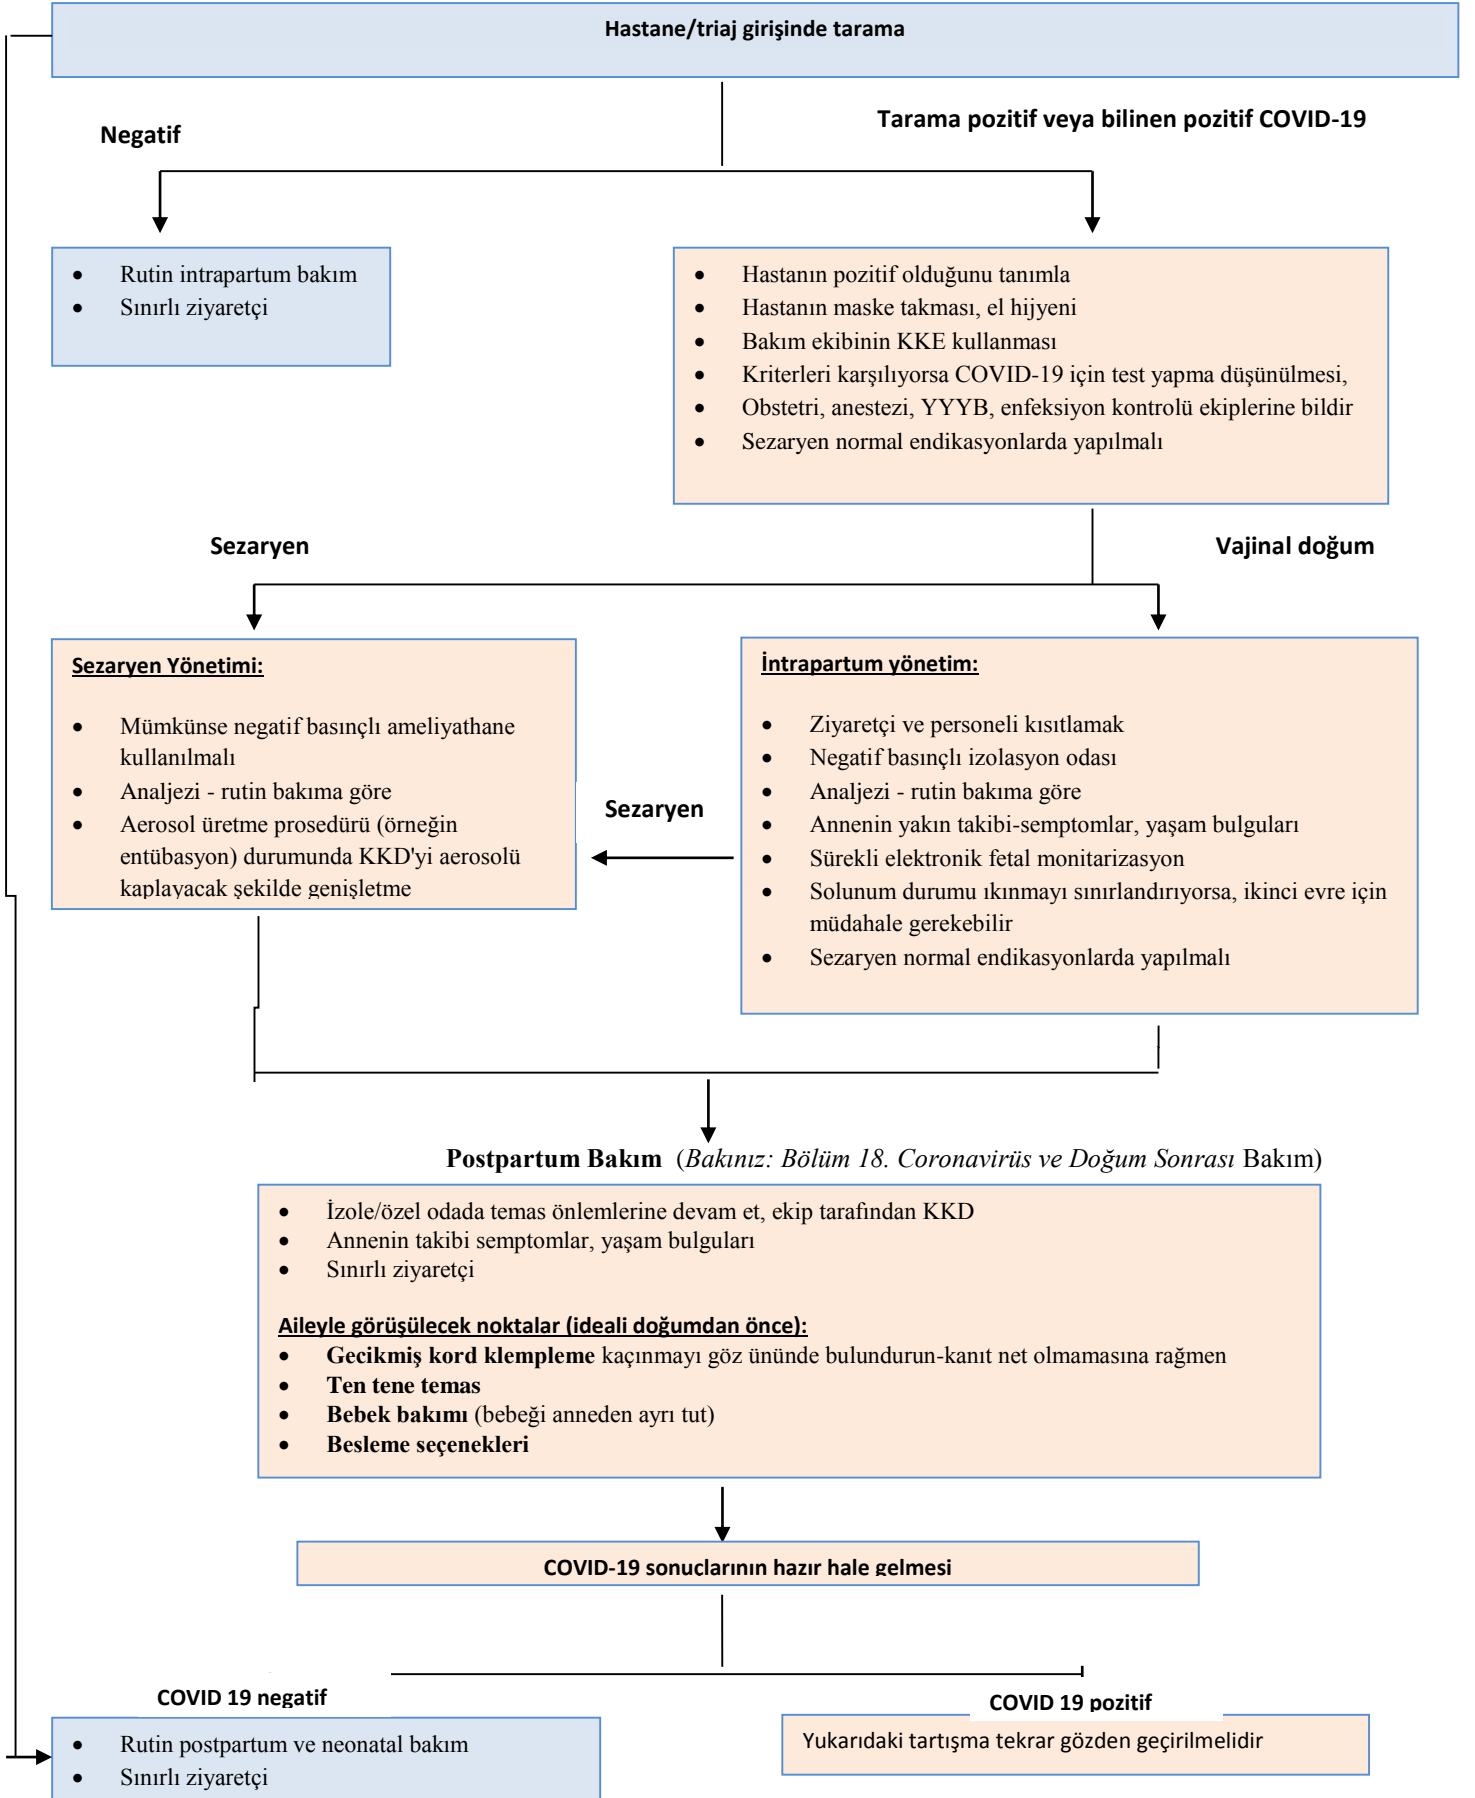 Hastane/triaj girişinde tarama
Negatif
Tarama pozitif veya bilinen pozitif COVID-19
• Rutin intrapartum bakım
• Sınırlı ziyaretçi
• Hastanın pozitif olduğunu tanımla
• Hastanın maske takması, el hijyeni
• Bakım ekibinin KKE kullanması
• Kriterleri karşılıyorsa COVID-19 için test yapma düşünülmesi,
• Obstetri, anestezi, YYYB, enfeksiyon kontrolü ekiplerine bildir
• Sezaryen normal endikasyonlarda yapılmalı
Sezaryen
Vajinal doğum
Sezaryen Yönetimi:
• Mümkünse negatif basınçlı ameliyathane
kullanılmalı
• Analjezi - rutin bakıma göre
• Aerosol üretme prosedürü (örneğin
entübasyon) durumunda KKD'yi aerosolü
kaplayacak şekilde genişletme
Sezaryen
İntrapartum yönetim:
• Ziyaretçi ve personeli kısıtlamak
• Negatif basınçlı izolasyon odası
• Analjezi - rutin bakıma göre
• Annenin yakın takibi-semptomlar, yaşam bulguları
• Sürekli elektronik fetal monitarizasyon
• Solunum durumu ıkınmayı sınırlandırıyorsa, ikinci evre için
müdahale gerekebilir
• Sezaryen normal endikasyonlarda yapılmalı
Postpartum Bakım (Bakınız: Bölüm 18. Coronavirüs ve Doğum Sonrası Bakım)
• İzole/özel odada temas önlemlerine devam et, ekip tarafından KKD
• Annenin takibi semptomlar, yaşam bulguları
• Sınırlı ziyaretçi
Aileyle görüşülecek noktalar (ideali doğumdan önce):
• Gecikmiş kord klempleme kaçınmayı göz ününde bulundurun-kanıt net olmamasına rağmen
• Ten tene temas
• Bebek bakımı (bebeği anneden ayrı tut)
• Besleme seçenekleri
COVID-19 sonuçlarının hazır hale gelmesi
COVID 19 negatif
COVID 19 pozitif
• Rutin postpartum ve neonatal bakım
• Sınırlı ziyaretçi
Yukarıdaki tartışma tekrar gözden geçirilmelidir